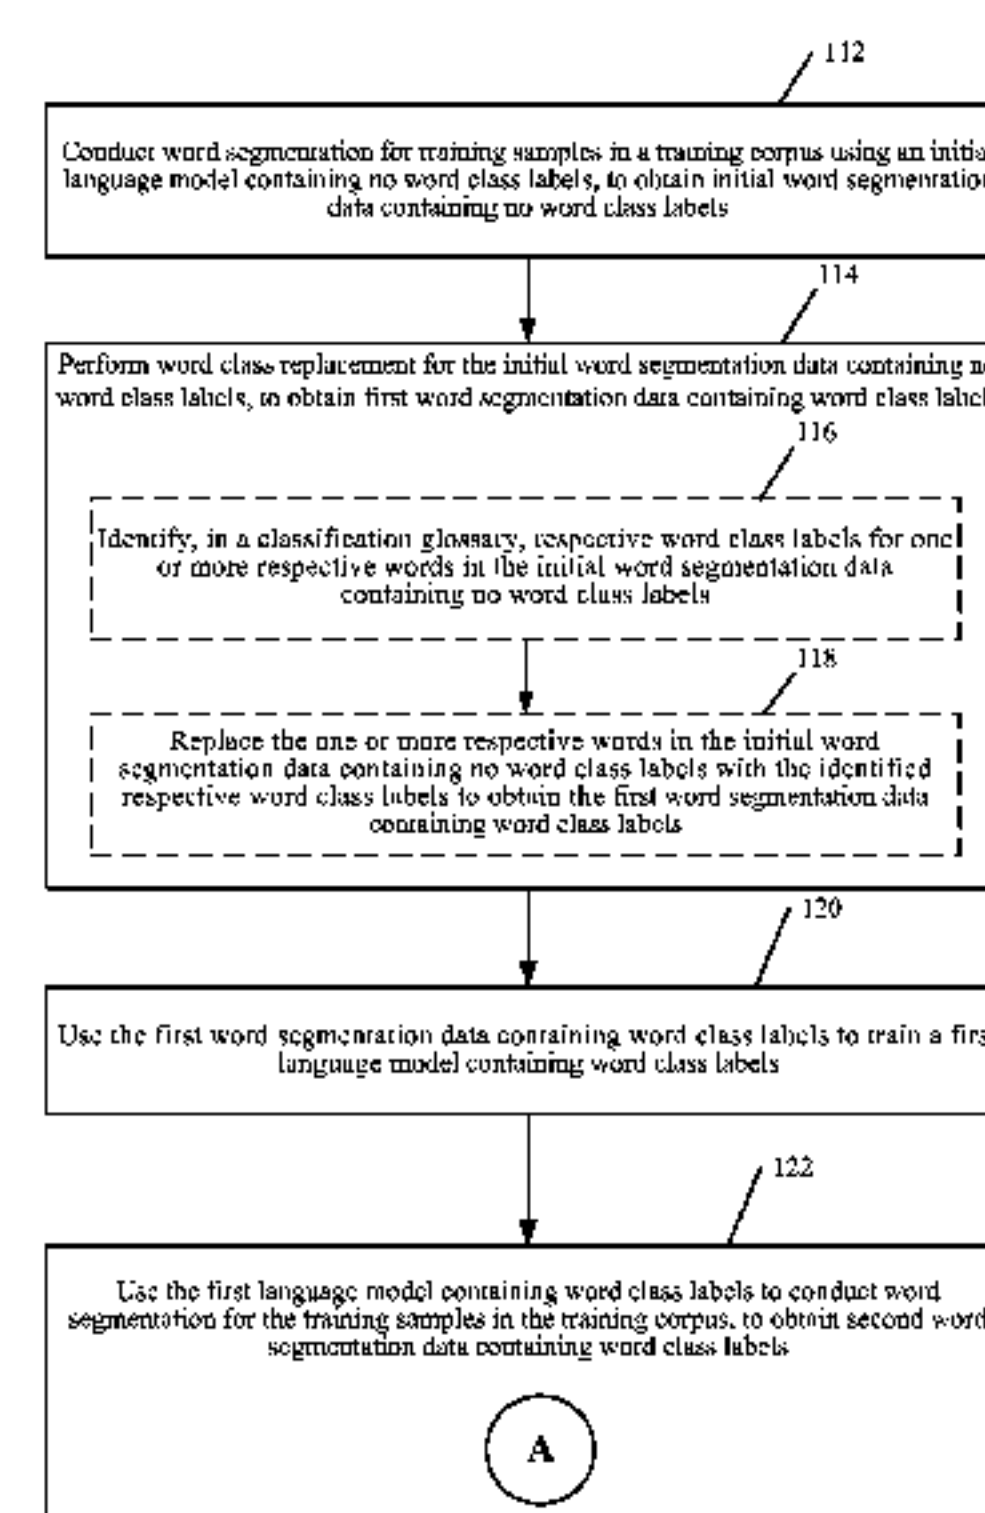 112
Conduct word segmentation for training samples in a training corpus using an initia
language model containing no word class labels, to obtain initial word segmentation
data containing no word class labels
114
Perform word class replacement for the initial word segmentation data containing no
word class labels, to obtain first word segmentation data containing word class label
116
Identify, in a classification glossary, respective word class labels for one
or more respective words in the initial word segmentation data
containing no word class labels
118
Replace the one or more respective words in the initial word
segmentation data containing no word class labels with the identified
respective word class labels to obtain the first word segmentation data
containing word class labels
120
Use the first word segmentation data containing word class labels to train a firs
language model containing word class labels
122
Use the first language model containing word class labels to conduct word
segmentation for the training samples in the training corpus, to obtain second word
segmentation data containing word class labels
A